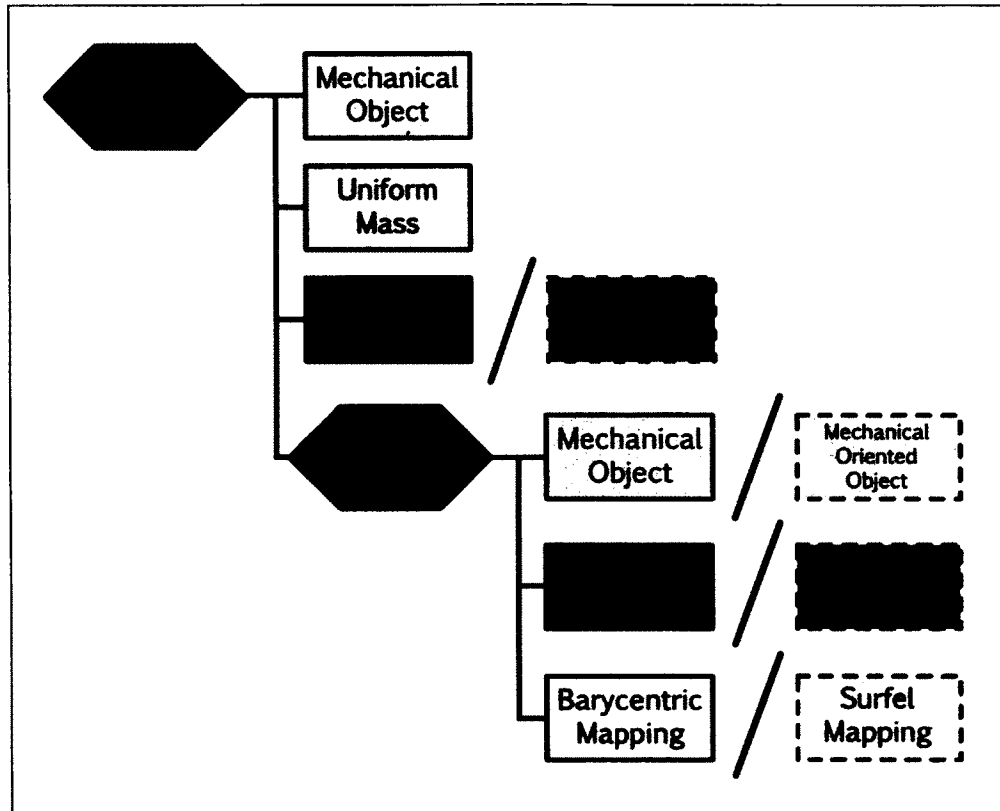 Mechanical
Object
Uniform
Mass
Mechanical
Object
Mechanical
Oriented
Object
Barycentric
Mapping
Surfel
Mapping